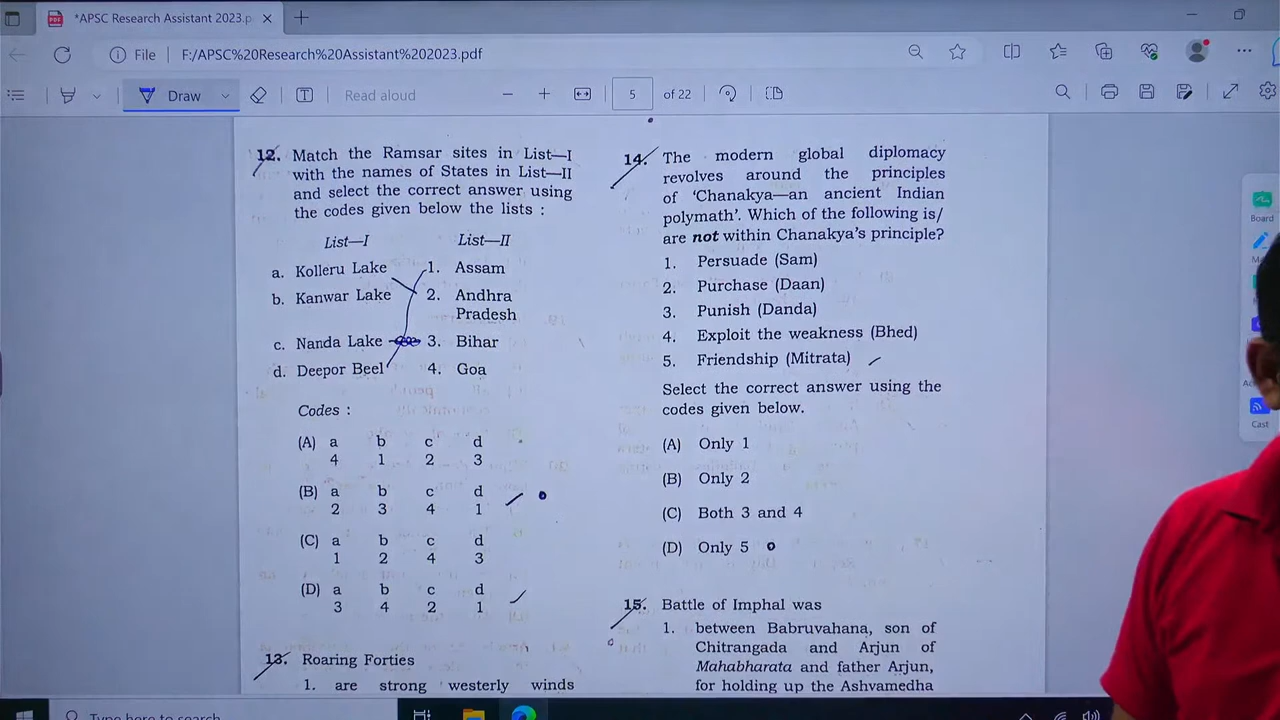 *APSC Research Assistant 2023.p
File
F:/APSC%20Research%20Assistant%202023.pdf
Draw
Read aloud
5
of 22
12. Match the Ramsar sites in List—I
with the names of States in List—II
and select the correct answer using
the codes given below the lists :
List—I List—II
a. Kolleru Lake 1. Assam
b. Kanwar Lake 2. Andhra
Pradesh
c. Nanda Lake 3. Bihar
d. Deepor Beel 4. Goa
Codes :
(A) a b c d
4 1 2 3
(B) a b c d
2 3 4 1
(C) a b c d
1 2 4 3
(D) a b c d
3 4 2 1
13. Roaring Forties
1. are strong westerly winds
14. The modern global diplomacy
revolves around the principles
of 'Chanakya—an ancient Indian
polymath'. Which of the following is/
are not within Chanakya's principle?
1. Persuade (Sam)
2. Purchase (Daan)
3. Punish (Danda)
4. Exploit the weakness (Bhed)
5. Friendship (Mitrata)
Select the correct answer using the
codes given below.
(A) Only 1
(B) Only 2
(C) Both 3 and 4
(D) Only 5
15. Battle of Imphal was
1. between Babruvahana, son of
Chitrangada and Arjun of
Mahabharata and father Arjun,
for holding up the Ashvamedha
Board
Cast
Type here to search